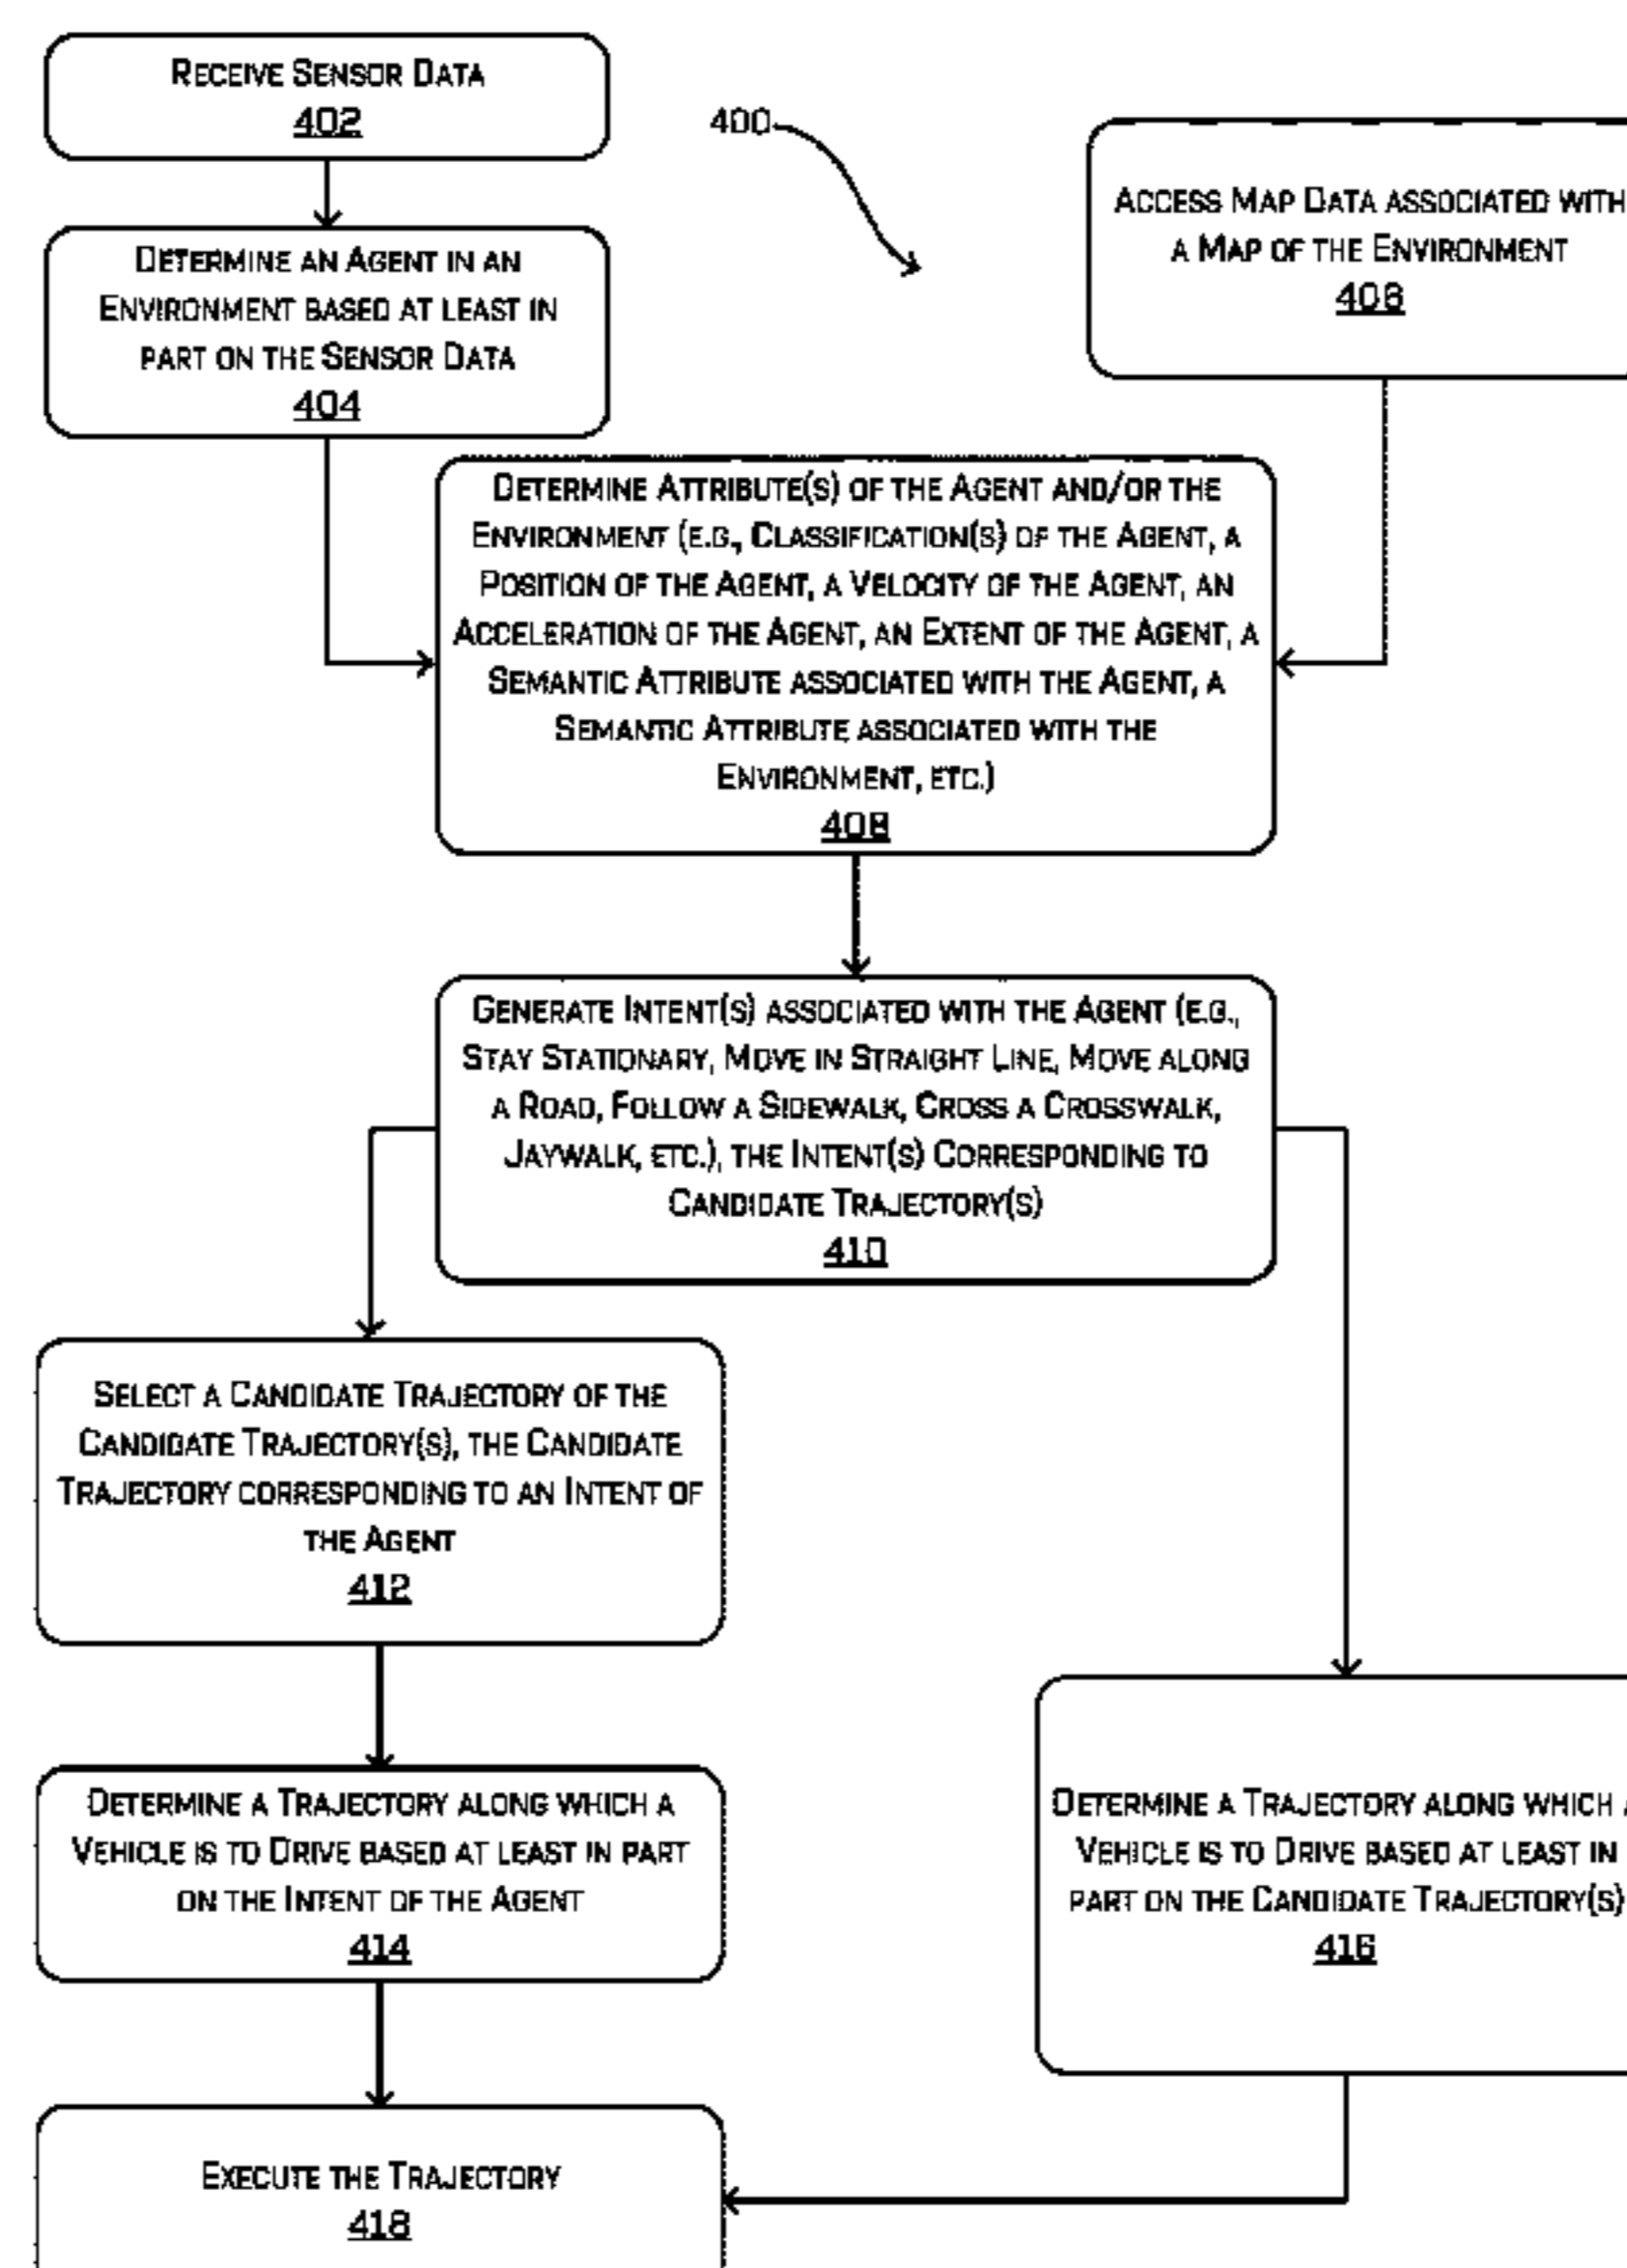 RECEIVE SENSOR DATA
402
400
DETERMINE AN AGENT IN AN
ENVIRONMENT BASED AT LEAST IN
PART ON THE SENSOR DATA
404
ACCESS MAP DATA ASSOCIATED WITH
A MAP OF THE ENVIRONMENT
406
DETERMINE ATTRIBUTE(S) OF THE AGENT AND/OR THE
ENVIRONMENT (E.G., CLASSIFICATION(S) OF THE AGENT, A
POSITION OF THE AGENT, A VELOCITY OF THE AGENT, AN
ACCELERATION OF THE AGENT, AN EXTENT OF THE AGENT, A
SEMANTIC ATTRIBUTE ASSOCIATED WITH THE AGENT, A
SEMANTIC ATTRIBUTE ASSOCIATED WITH THE
ENVIRONMENT, ETC.)
408
GENERATE INTENT(S) ASSOCIATED WITH THE AGENT (E.G.,
STAY STATIONARY, MOVE IN STRAIGHT LINE, MOVE ALONG
A ROAD, FOLLOW A SIDEWALK, CROSS A CROSSWALK,
JAYWALK, ETC.), THE INTENT(S) CORRESPONDING TO
CANDIDATE TRAJECTORY(S)
410
SELECT A CANDIDATE TRAJECTORY OF THE
CANDIDATE TRAJECTORY(S), THE CANDIDATE
TRAJECTORY CORRESPONDING TO AN INTENT OF
THE AGENT
412
DETERMINE A TRAJECTORY ALONG WHICH A
VEHICLE IS TO DRIVE BASED AT LEAST IN PART
ON THE INTENT OF THE AGENT
414
DETERMINE A TRAJECTORY ALONG WHICH
VEHICLE IS TO DRIVE BASED AT LEAST IN
PART ON THE CANDIDATE TRAJECTORY(S)
416
EXECUTE THE TRAJECTORY
418